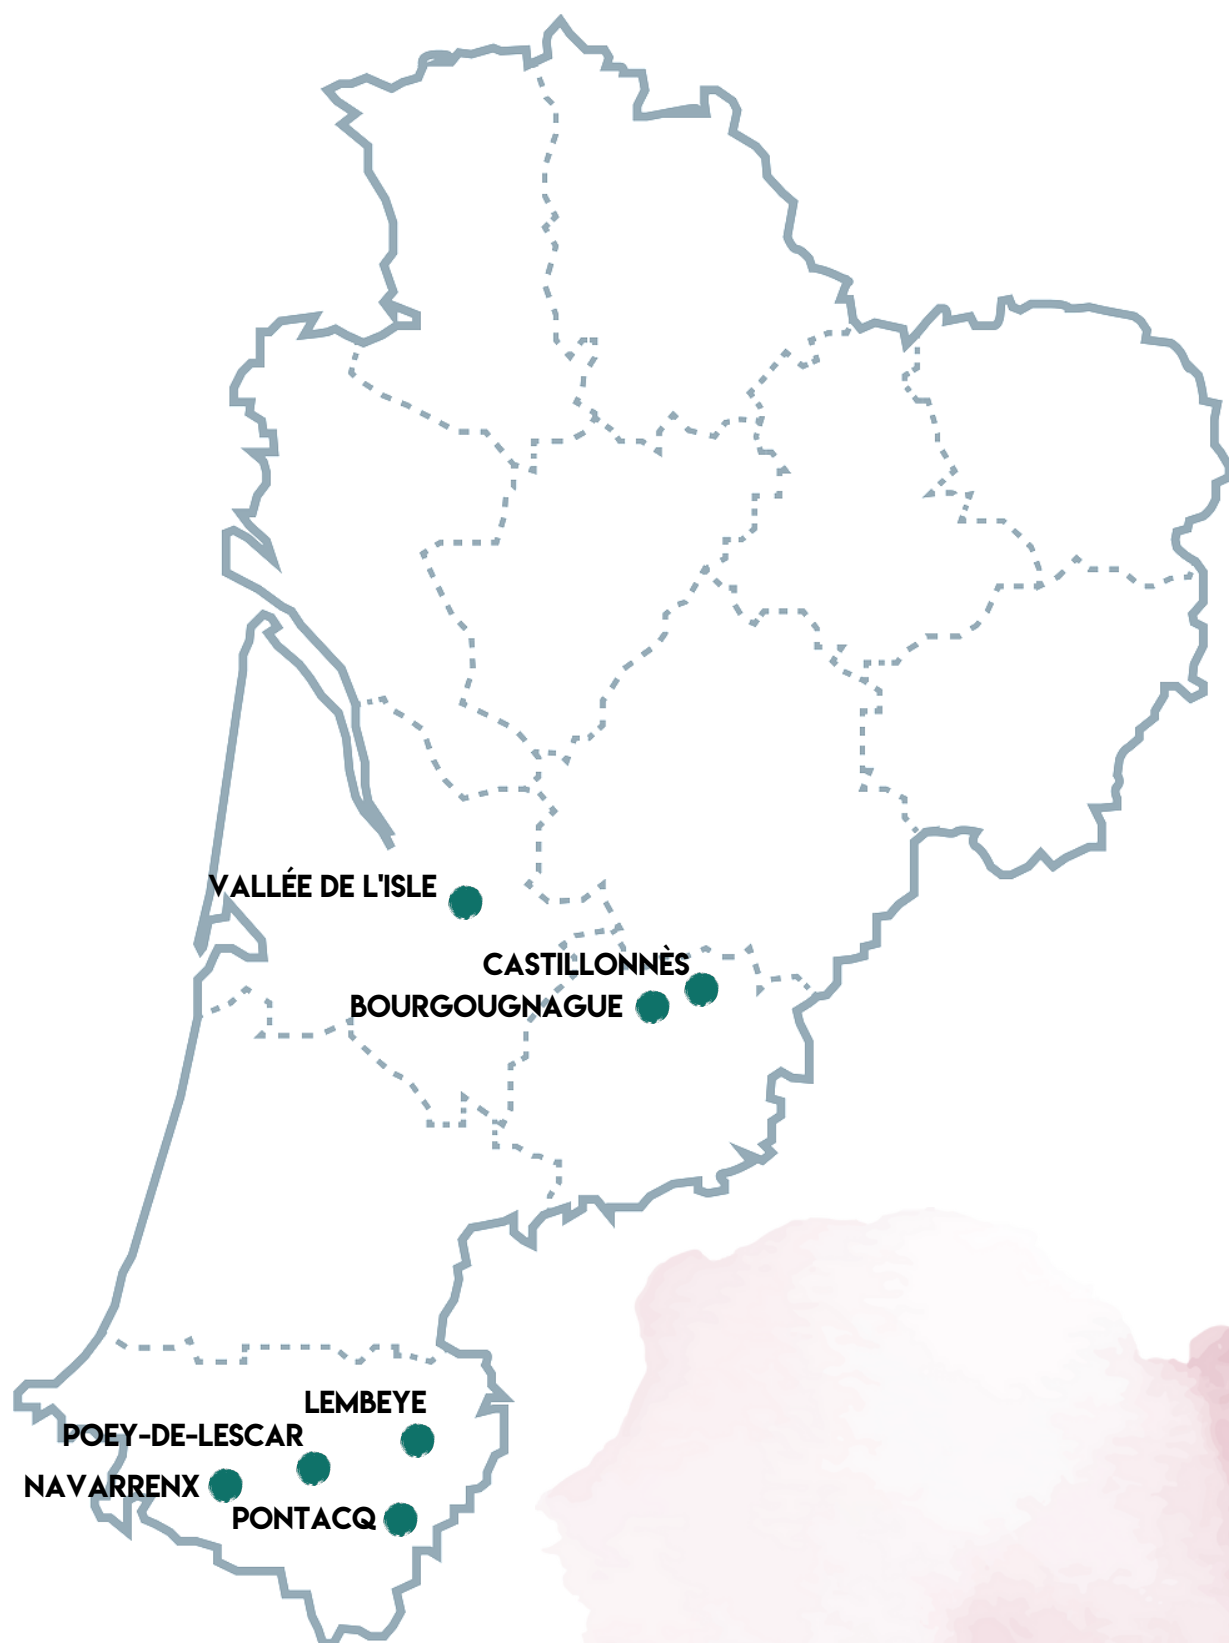 VALLÉE DE L'ISLE
CASTILLONNÈS
BOURGOUGNAGUE
LEMBEYE
POEY-DE-LESCAR
NAVARRENX
PONTACQ